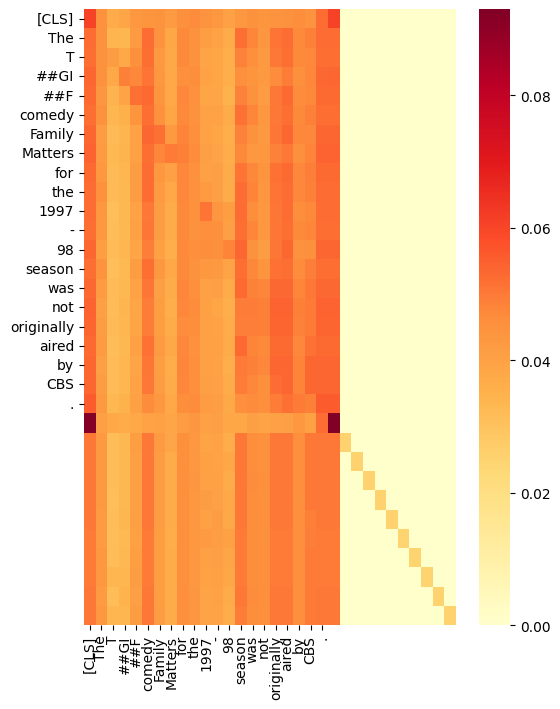 [CLS]
The
T
##GI
##F
comedy
Family
Matters
for
the
1997
-
98
season
was
not
originally
aired
by
CBS
.
[CLS]
The
T
##GI
##F
comedy
Family
Matters
for
the
1997
-
98
season
was
not
originally
aired
by
CBS
.
0.08
0.06
0.04
0.02
0.00